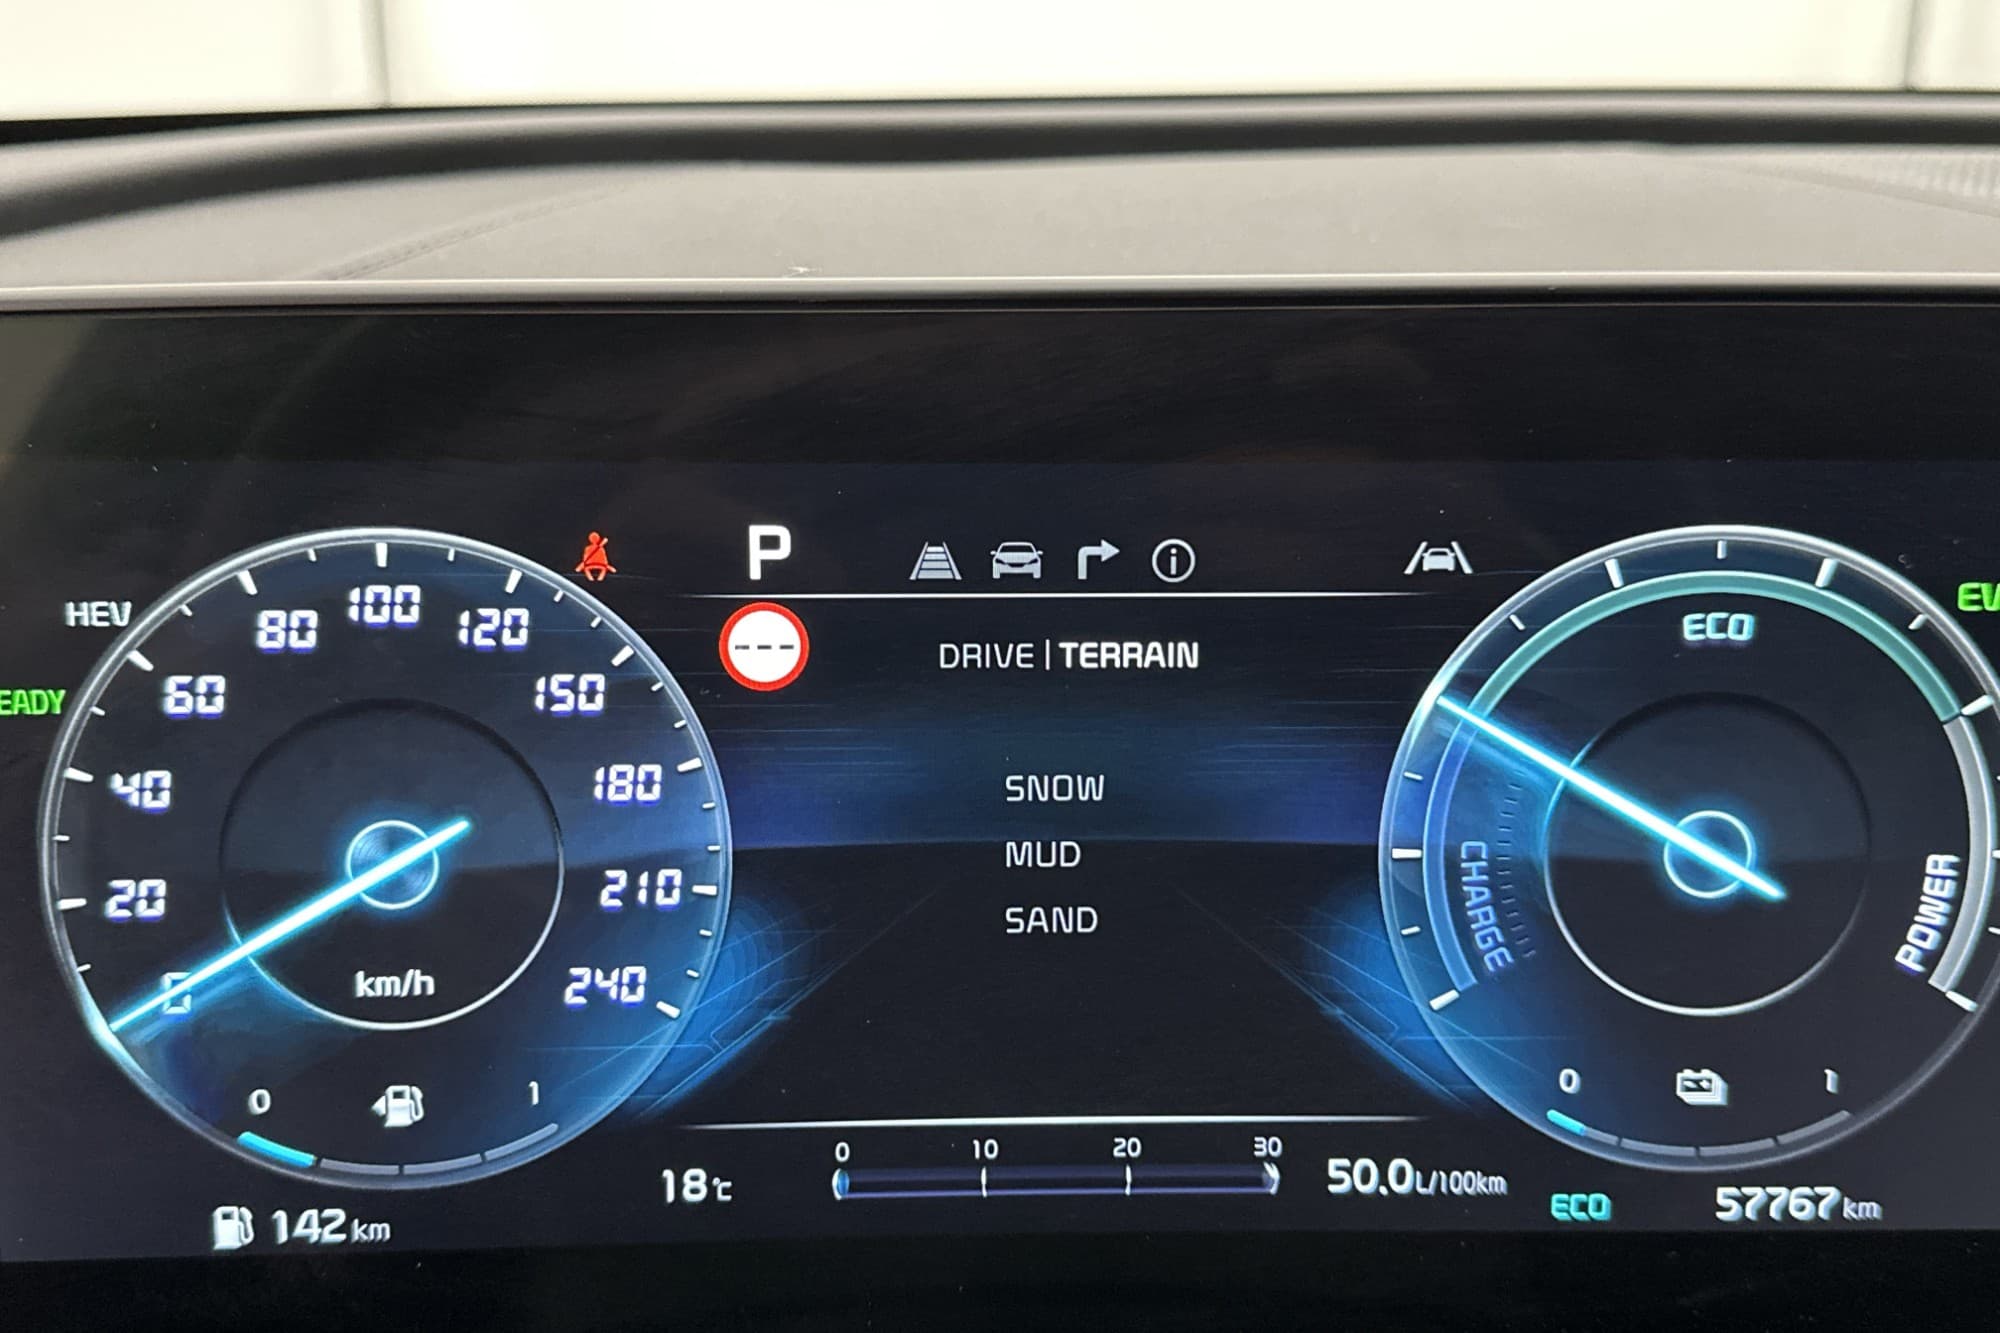 P
HEV
EV
EADY
80
100
120
60
150
40
180
20
210
0
240
km/h
0
1
142 km
---
DRIVE | TERRAIN
SNOW
MUD
SAND
ECO
CHARGE
POWER
0
1
18°C
0 10 20 30
50.0 L/100km
ECO
57767 km